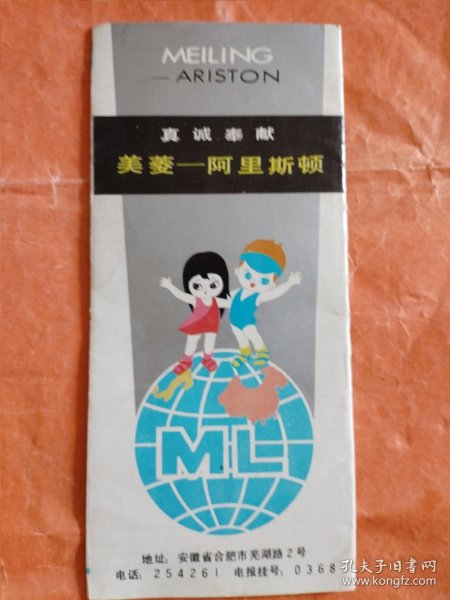 MEILING
— ARISTON
真诚奉献
美菱—阿里斯顿
ML
地址：安徽省合肥市芜湖路2号
电话：254261 电报挂号：0368
孔夫子旧书网
www.kongfz.com